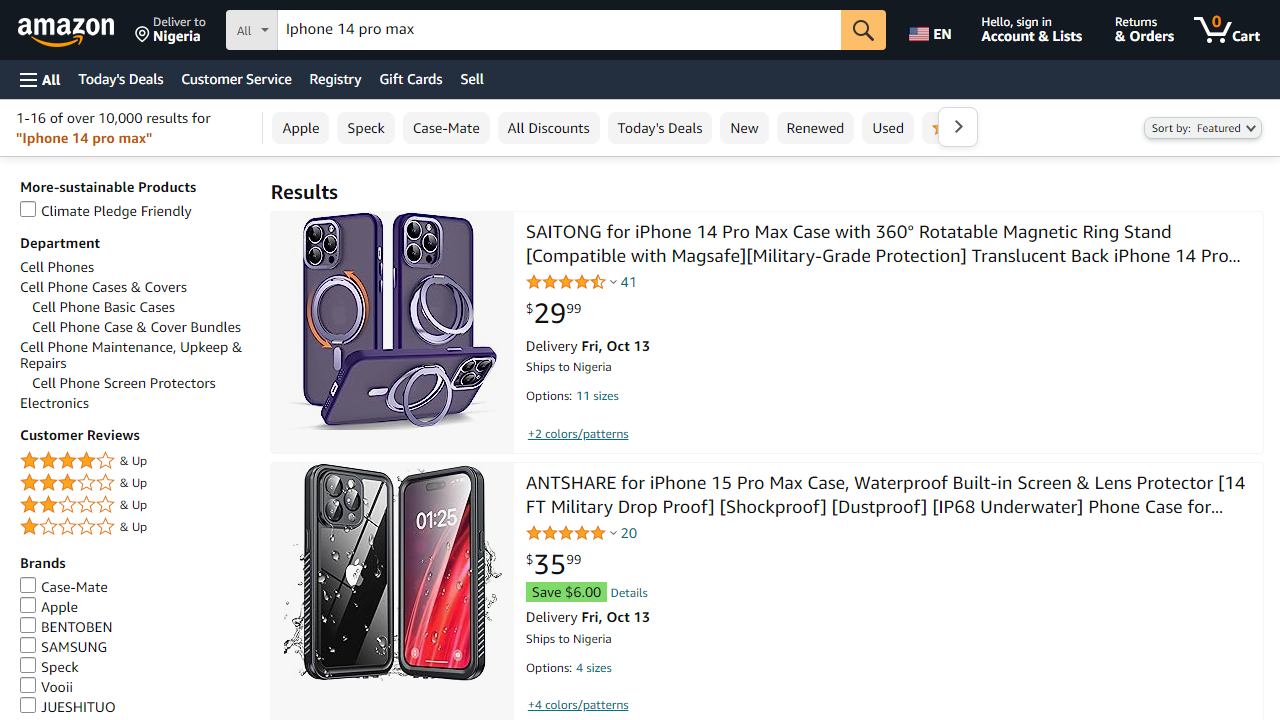 amazon
Deliver to
Nigeria
All
Iphone 14 pro max
EN
Hello, sign in
Account & Lists
Returns
& Orders
0
Cart
All
Today's Deals
Customer Service
Registry
Gift Cards
Sell
1-16 of over 10,000 results for
"Iphone 14 pro max"
Apple
Speck
Case-Mate
All Discounts
Today's Deals
New
Renewed
Used
Sort by: Featured
More-sustainable Products
Climate Pledge Friendly
Department
Cell Phones
Cell Phone Cases & Covers
Cell Phone Basic Cases
Cell Phone Case & Cover Bundles
Cell Phone Maintenance, Upkeep &
Repairs
Cell Phone Screen Protectors
Electronics
Customer Reviews
& Up
& Up
& Up
& Up
Brands
Case-Mate
Apple
BENTOBEN
SAMSUNG
Speck
Vooii
JUESHITUO
Results
SAITONG for iPhone 14 Pro Max Case with 360° Rotatable Magnetic Ring Stand
[Compatible with Magsafe][Military-Grade Protection] Translucent Back iPhone 14 Pro...
41
$29.99
Delivery Fri, Oct 13
Ships to Nigeria
Options: 11 sizes
+2 colors/patterns
01:25
ANTSHARE for iPhone 15 Pro Max Case, Waterproof Built-in Screen & Lens Protector [14
FT Military Drop Proof] [Shockproof] [Dustproof] [IP68 Underwater] Phone Case for...
20
$35.99
Save $6.00 Details
Delivery Fri, Oct 13
Ships to Nigeria
Options: 4 sizes
+4 colors/patterns